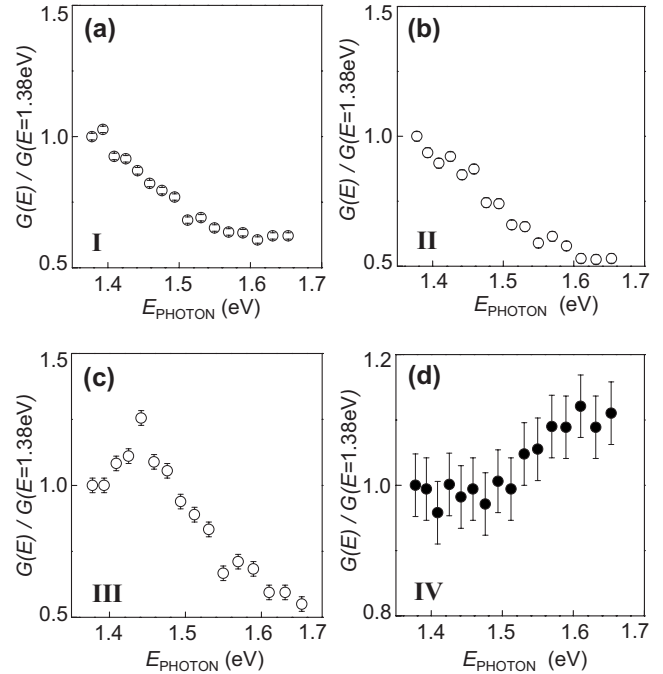 (a)
G(E) / G(E=1.38eV)
1.5
1.0
0.5
I
1.4 1.5 1.6 1.7
EPHOTON (eV)
(b)
G(E) / G(E=1.38eV)
1.5
1.0
0.5
II
1.4 1.5 1.6 1.7
EPHOTON (eV)
(c)
G(E) / G(E=1.38eV)
1.5
1.0
0.5
III
1.4 1.5 1.6 1.7
EPHOTON (eV)
(d)
G(E) / G(E=1.38eV)
1.2
1.0
0.8
IV
1.4 1.5 1.6 1.7
EPHOTON (eV)